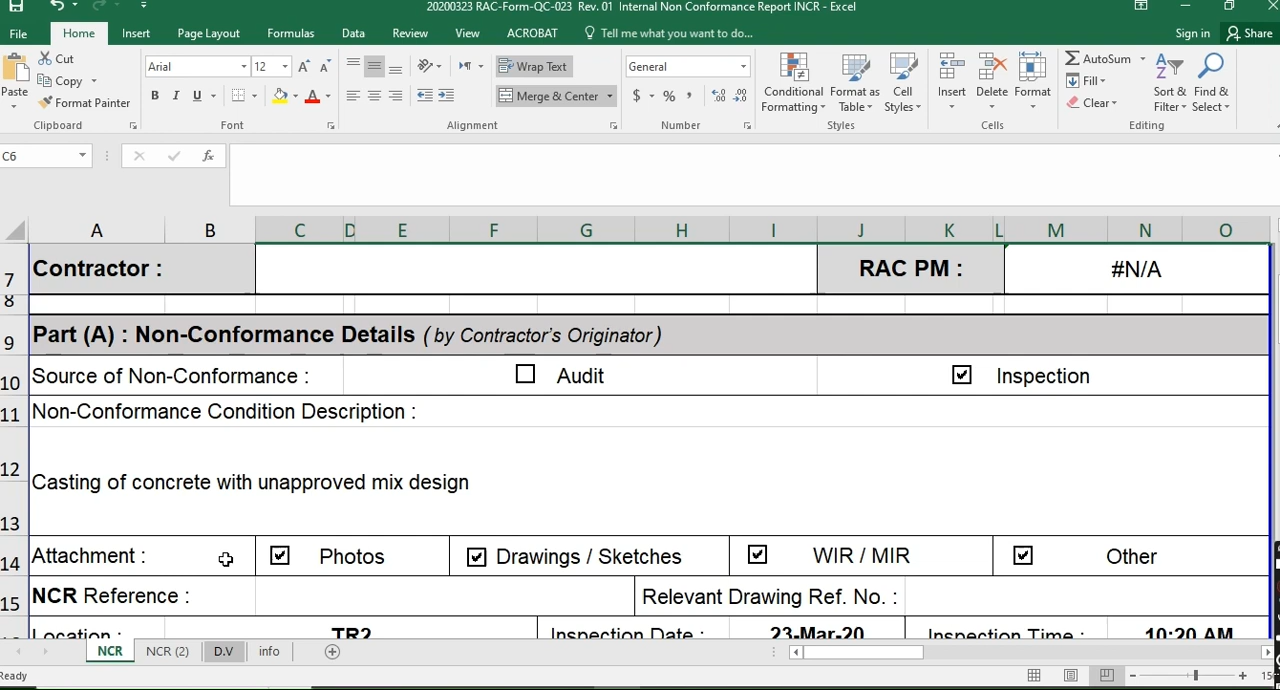 20200323 RAC-Form-QC-023 Rev. 01 Internal Non Conformance Report INCR - Excel
File Home Insert Page Layout Formulas Data Review View ACROBAT Tell me what you want to do... Sign in Share
Paste Cut Copy Format Painter
Arial 12 A A
B I U A
Wrap Text
Merge & Center
General
$ % ,
Conditional Formatting Format as Table Cell Styles
Insert Delete Format
AutoSum Fill Clear
Sort & Filter Find & Select
Clipboard Font Alignment Number Styles Cells Editing
C6 fx
A B C D E F G H I J K L M N O
7 Contractor : RAC PM : #N/A
8
9 Part (A) : Non-Conformance Details ( by Contractor's Originator)
10 Source of Non-Conformance : Audit Inspection
11 Non-Conformance Condition Description :
12
Casting of concrete with unapproved mix design
13
14 Attachment : Photos Drawings / Sketches WIR / MIR Other
15 NCR Reference : Relevant Drawing Ref. No. :
Location : TR2 Inspection Date : 23-Mar-20 Inspection Time : 10:20 AM
NCR NCR (2) D.V info
Ready